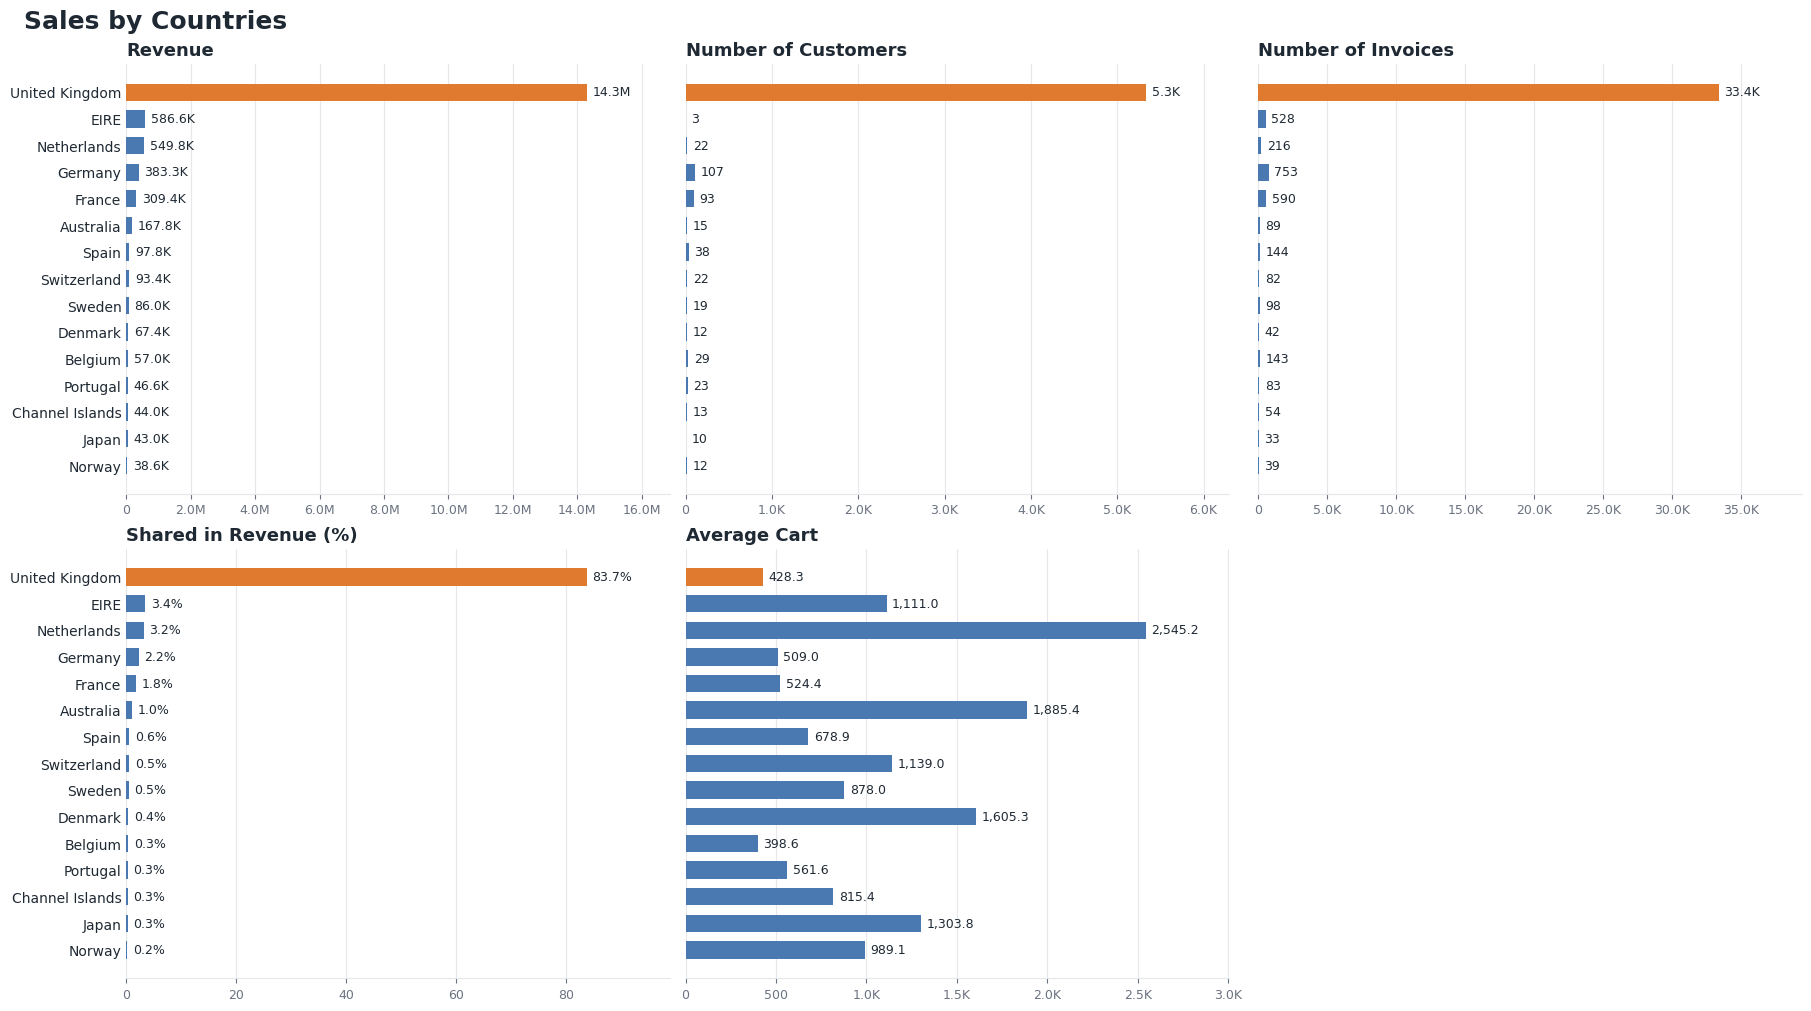 Sales by Countries
Revenue
United Kingdom 14.3M
EIRE 586.6K
Netherlands 549.8K
Germany 383.3K
France 309.4K
Australia 167.8K
Spain 97.8K
Switzerland 93.4K
Sweden 86.0K
Denmark 67.4K
Belgium 57.0K
Portugal 46.6K
Channel Islands 44.0K
Japan 43.0K
Norway 38.6K
0 2.0M 4.0M 6.0M 8.0M 10.0M 12.0M 14.0M 16.0M
Number of Customers
5.3K
3
22
107
93
15
38
22
19
12
29
23
13
10
12
0 1.0K 2.0K 3.0K 4.0K 5.0K 6.0K
Number of Invoices
33.4K
528
216
753
590
89
144
82
98
42
143
83
54
33
39
0 5.0K 10.0K 15.0K 20.0K 25.0K 30.0K 35.0K
Shared in Revenue (%)
United Kingdom 83.7%
EIRE 3.4%
Netherlands 3.2%
Germany 2.2%
France 1.8%
Australia 1.0%
Spain 0.6%
Switzerland 0.5%
Sweden 0.5%
Denmark 0.4%
Belgium 0.3%
Portugal 0.3%
Channel Islands 0.3%
Japan 0.3%
Norway 0.2%
0 20 40 60 80
Average Cart
428.3
1,111.0
2,545.2
509.0
524.4
1,885.4
678.9
1,139.0
878.0
1,605.3
398.6
561.6
815.4
1,303.8
989.1
0 500 1.0K 1.5K 2.0K 2.5K 3.0K